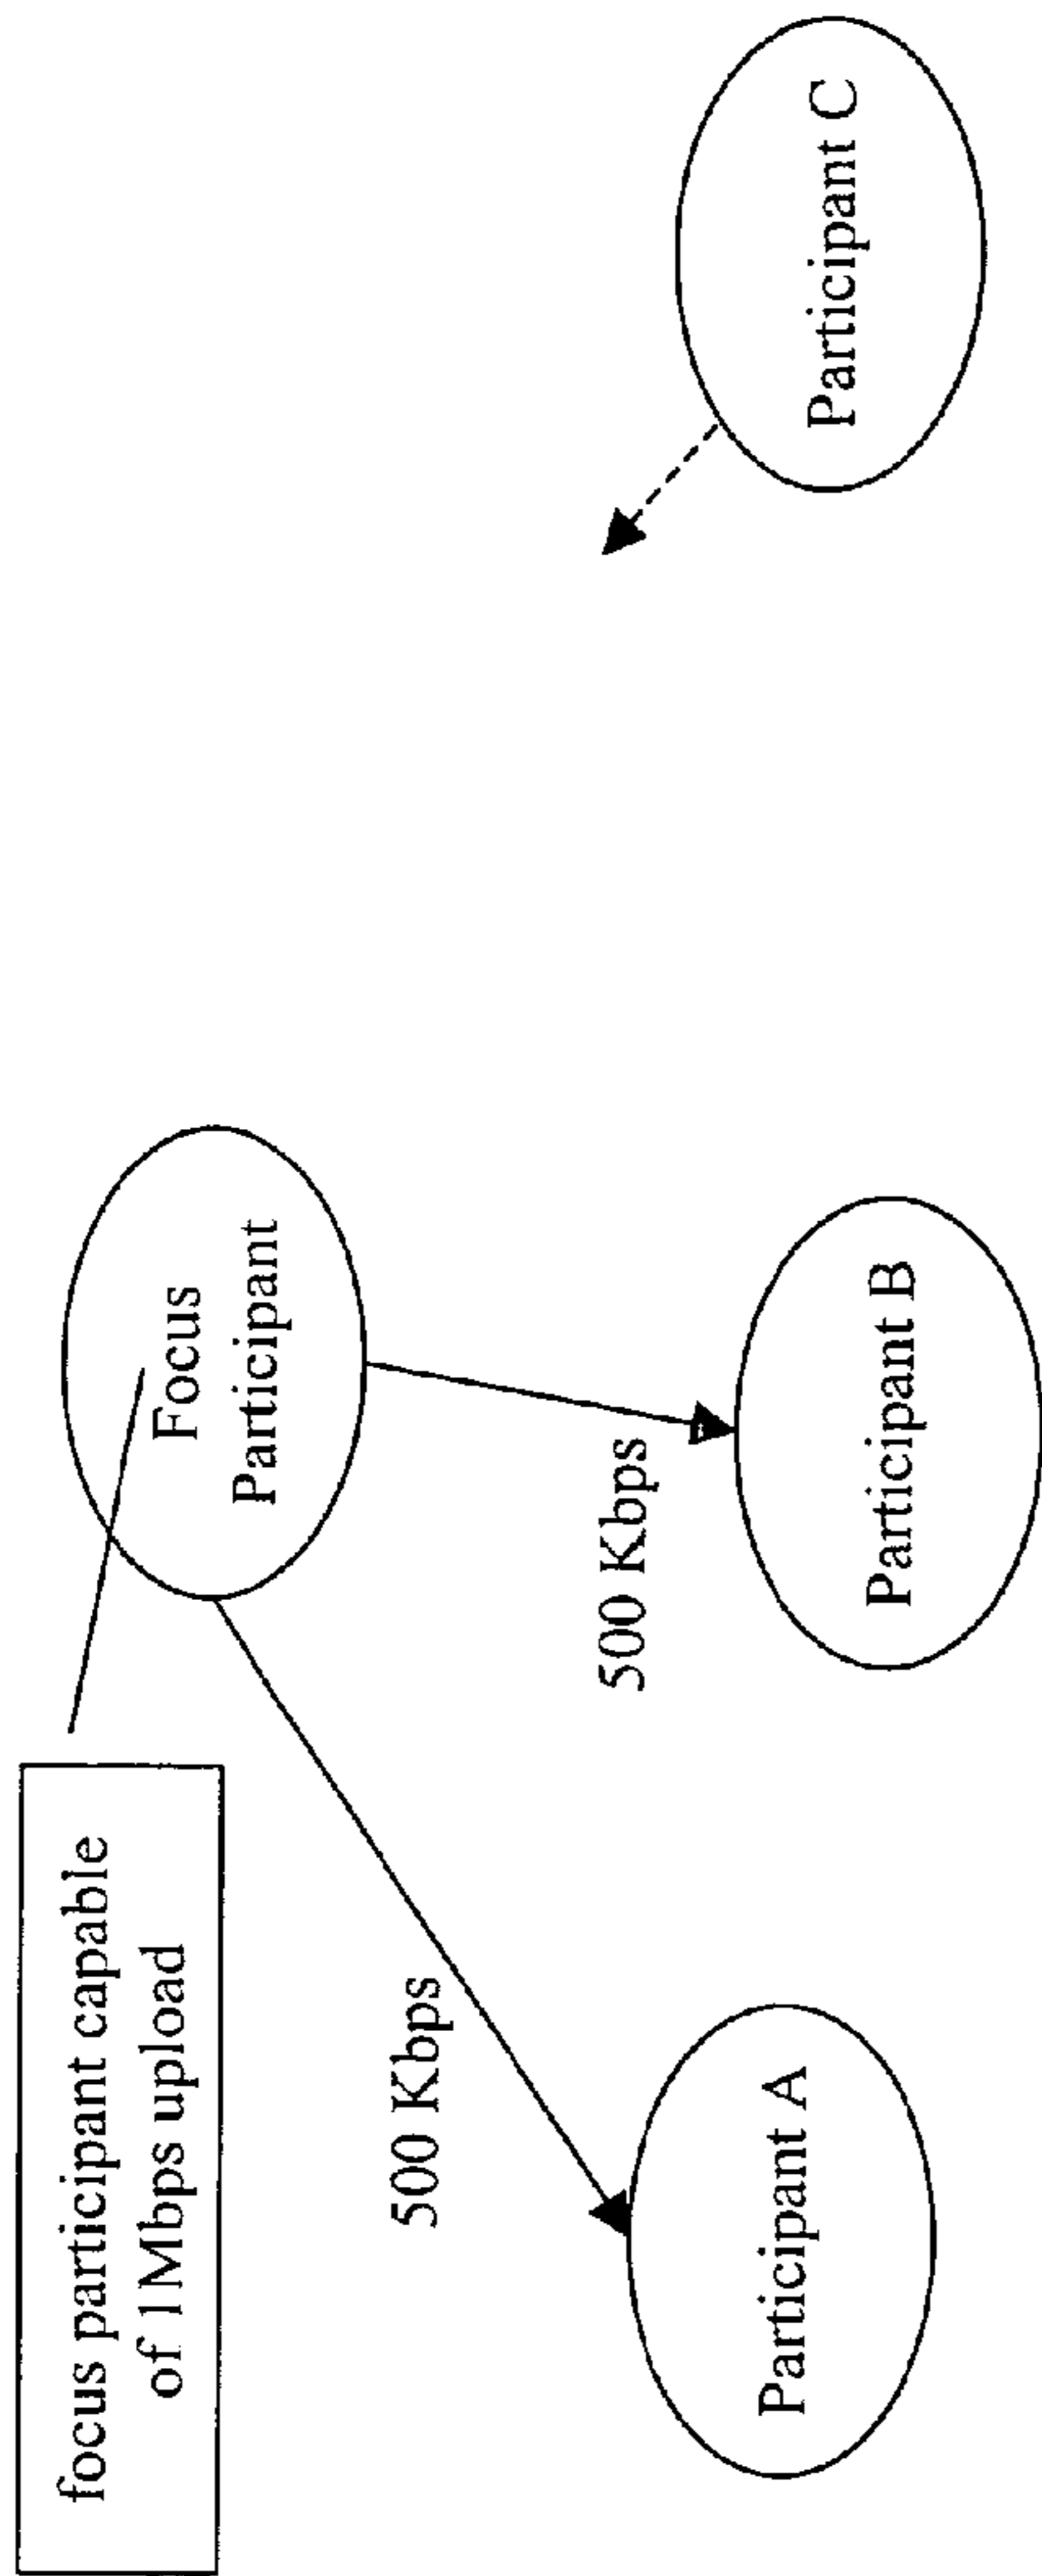 focus participant capable
of 1Mbps upload
Focus
Participant
500 Kbps
500 Kbps
Participant A
Participant B
Participant C